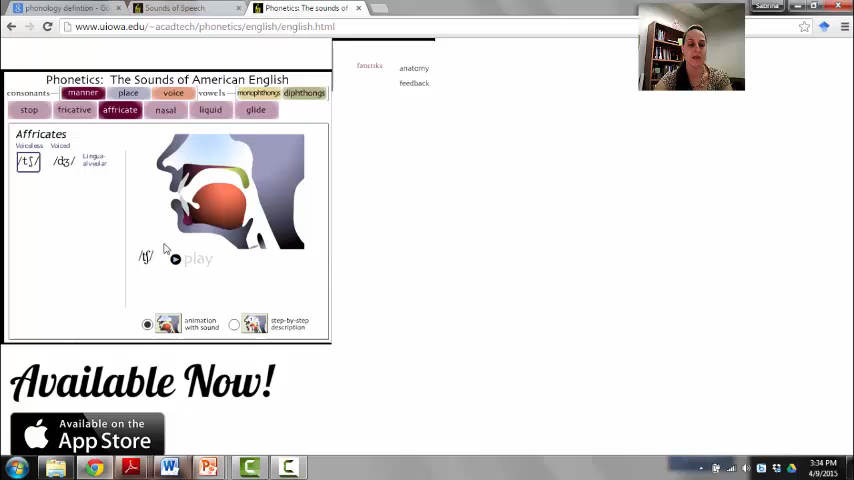 phonology defintion - Go
Sounds of Speech
Phonetics: The sounds of
Sabrina
www.uiowa.edu/~acadtech/phonetics/english/english.html
Phonetics: The Sounds of American English
consonants manner place voice vowels monophthongs diphthongs
stop fricative affricate nasal liquid glide
Affricates
Voiceless Voiced
/tʃ/ /dʒ/ Lingua-
alveolar
/tʃ/ play
animation
with sound
step-by-step
description
anatomy
feedback
Available Now!
Available on the
App Store
3:34 PM
4/9/2015